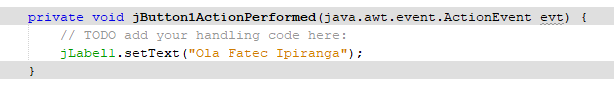 private void jButton1ActionPerformed(java.awt.event.ActionEvent evt) {
// TODO add your handling code here:
jLabel1.setText("Ola Fatec Ipiranga");
}